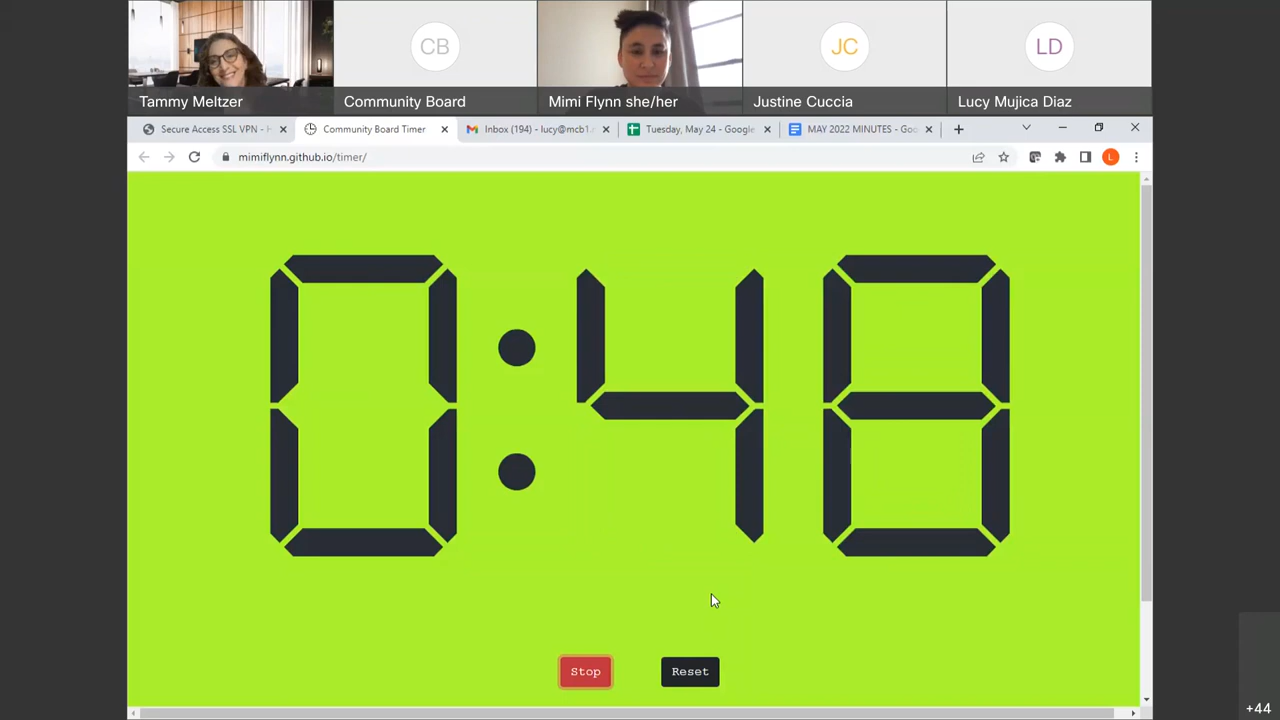 CB
JC
LD
Tammy Meltzer
Community Board
Mimi Flynn she/her
Justine Cuccia
Lucy Mujica Diaz
Secure Access SSL VPN - H
Community Board Timer
Inbox (194) - lucy@mcb1.n
Tuesday, May 24 - Google
MAY 2022 MINUTES - Goo
mimiflynn.github.io/timer/
L
0:48
Stop
Reset
+44